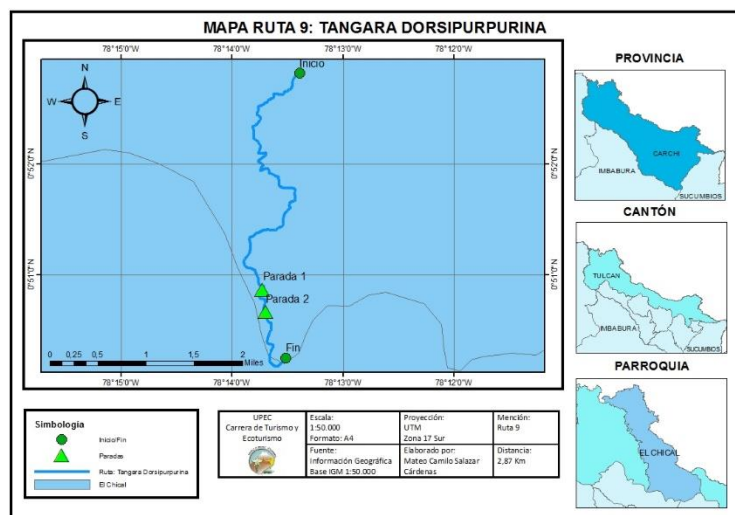 MAPA RUTA 9: TANGARA DORSIPURPURINA
78°15'0"W
78°14'0"W
78°13'0"W
78°12'0"W
Inicio
N
W
E
S
0°52'0"N
0°52'0"N
0°51'0"N
0°51'0"N
Parada 1
Parada 2
Fin
0 0,25 0,5 1 1,5 2
Miles
78°15'0"W
78°14'0"W
78°13'0"W
78°12'0"W
PROVINCIA
CARCHI
IMBABURA
SUCUMBIOS
CANTÓN
TULCAN
IMBABURA
SUCUMBIOS
PARROQUIA
EL CHICAL
Simbología
Inicio/Fin
Paradas
Ruta: Tangara Dorsipurpurina
El Chical
UPEC
Carrera de Turismo y
Ecoturismo
Escala:
1:50.000
Formato: A4
Proyección:
UTM
Zona 17 Sur
Mención:
Ruta 9
Fuente:
Información Geográfica
Base IGM 1:50.000
Elaborado por:
Mateo Camilo Salazar
Cárdenas
Distancia:
2,87 Km